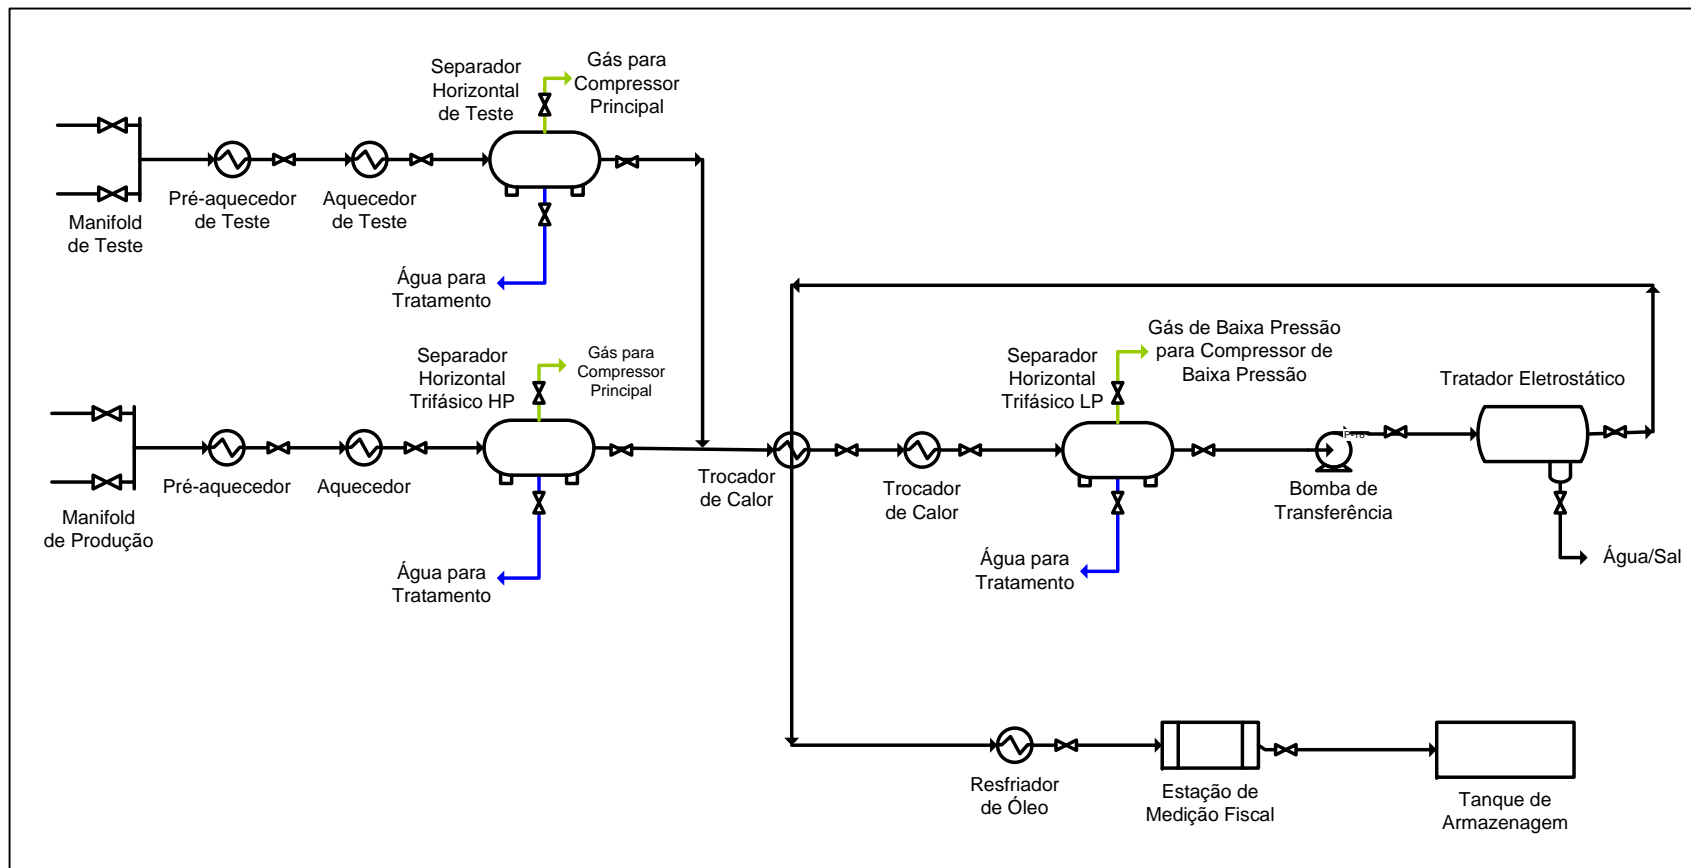 Separador
Horizontal
de Teste
Gás para
Compressor
Principal
Manifold
de Teste
Pré-aquecedor
de Teste
Aquecedor
de Teste
Água para
Tratamento
Separador
Horizontal
Trifásico HP
Gás para
Compressor
Principal
Manifold
de Produção
Pré-aquecedor
Aquecedor
Água para
Tratamento
Trocador
de Calor
Trocador
de Calor
Separador
Horizontal
Trifásico LP
Gás de Baixa Pressão
para Compressor de
Baixa Pressão
Água para
Tratamento
Bomba de
Transferência
Tratador Eletrostático
Água/Sal
Resfriador
de Óleo
Estação de
Medição Fiscal
Tanque de
Armazenagem